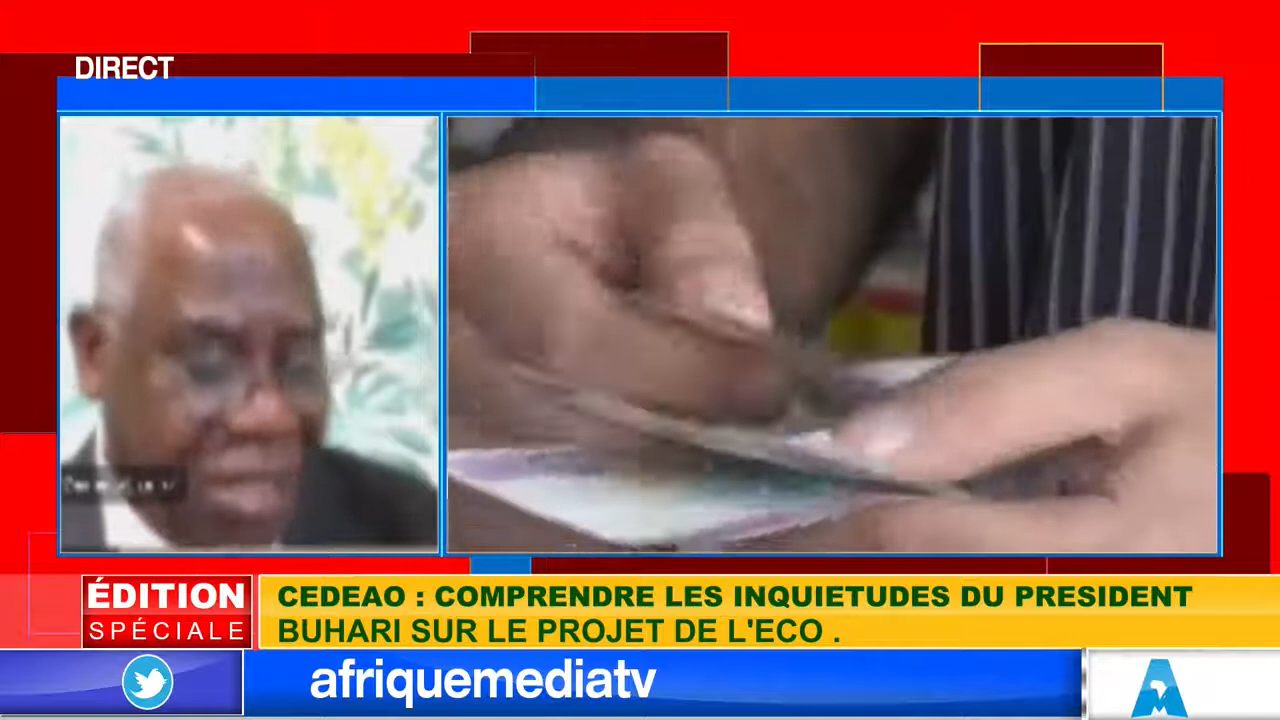 DIRECT
ÉDITION
SPÉCIALE
CEDEAO : COMPRENDRE LES INQUIETUDES DU PRESIDENT
BUHARI SUR LE PROJET DE L'ECO .
afriquemediatv